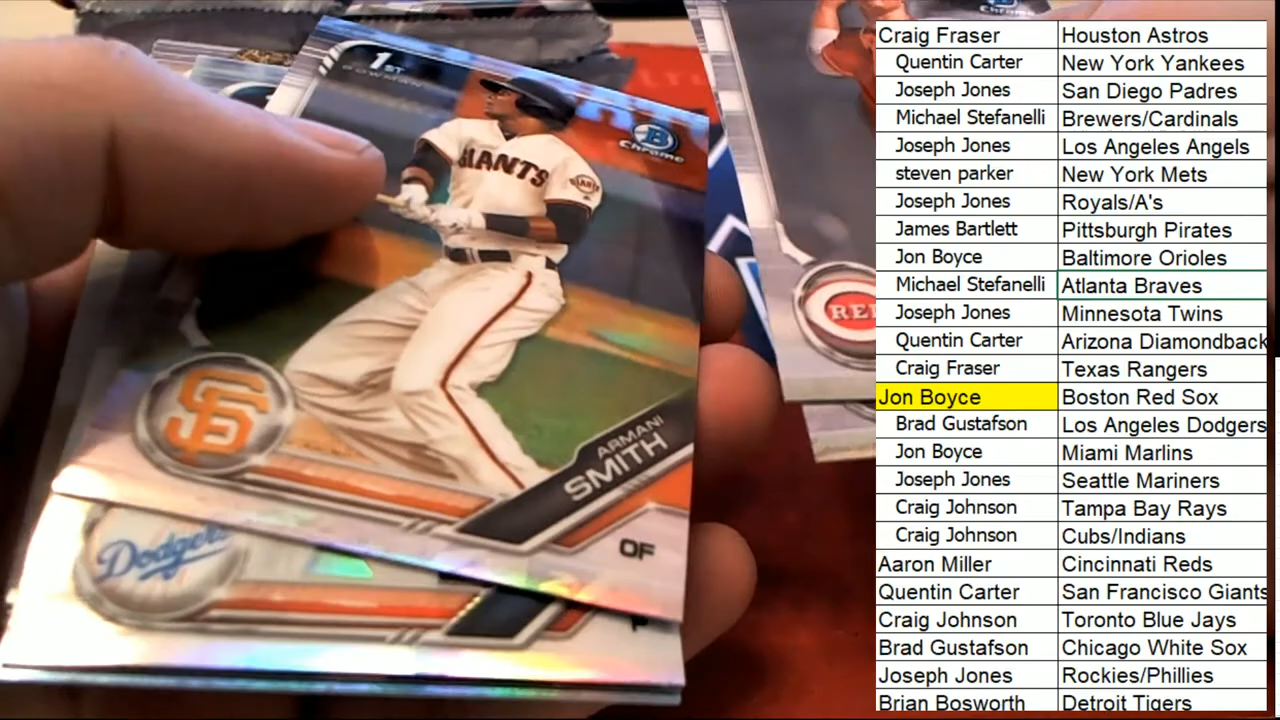 1ST
BOWMAN
B
Chrome
GIANTS
GIANTS
SF
ARMANI
SMITH
OF
Dodgers
P
REDS
Craig Fraser Houston Astros
Quentin Carter New York Yankees
Joseph Jones San Diego Padres
Michael Stefanelli Brewers/Cardinals
Joseph Jones Los Angeles Angels
steven parker New York Mets
Joseph Jones Royals/A's
James Bartlett Pittsburgh Pirates
Jon Boyce Baltimore Orioles
Michael Stefanelli Atlanta Braves
Joseph Jones Minnesota Twins
Quentin Carter Arizona Diamondback
Craig Fraser Texas Rangers
Jon Boyce Boston Red Sox
Brad Gustafson Los Angeles Dodgers
Jon Boyce Miami Marlins
Joseph Jones Seattle Mariners
Craig Johnson Tampa Bay Rays
Craig Johnson Cubs/Indians
Aaron Miller Cincinnati Reds
Quentin Carter San Francisco Giants
Craig Johnson Toronto Blue Jays
Brad Gustafson Chicago White Sox
Joseph Jones Rockies/Phillies
Brian Bosworth Detroit Tigers